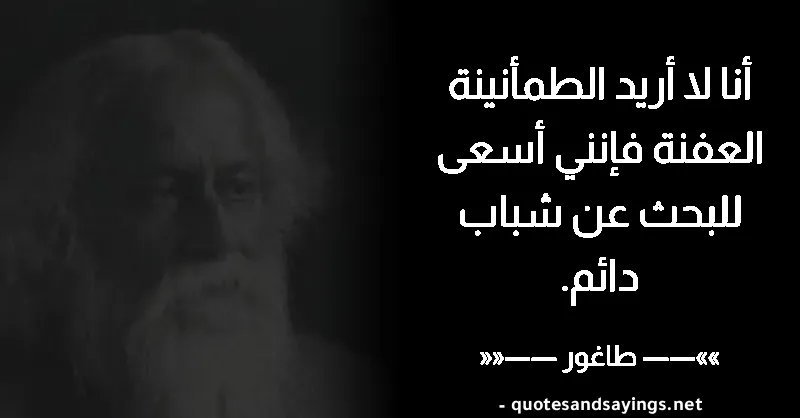 أنا لا أريد الطمأنينة
العفنة فإنني أسعى
للبحث عن شباب
دائم.
»»—— طاغور ——««
- quotesandsayings.net